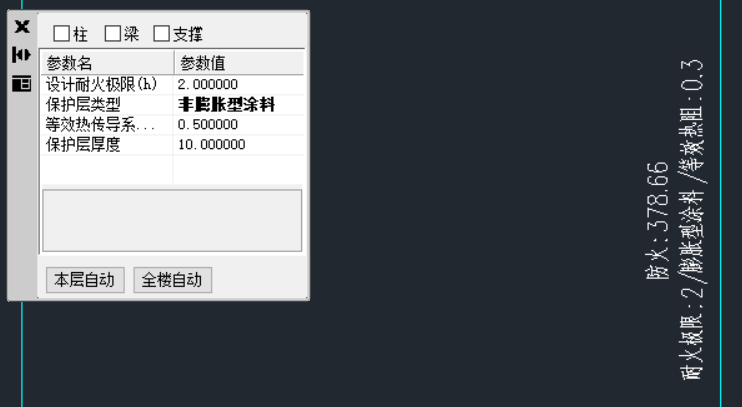 柱 梁 支撑
参数名 参数值
设计耐火极限(h) 2.000000
保护层类型 非膨胀型涂料
等效热传导系... 0.500000
保护层厚度 10.000000
本层自动 全楼自动
防火:378.66
耐火极限:2/膨胀型涂料/等效热阻:0.3